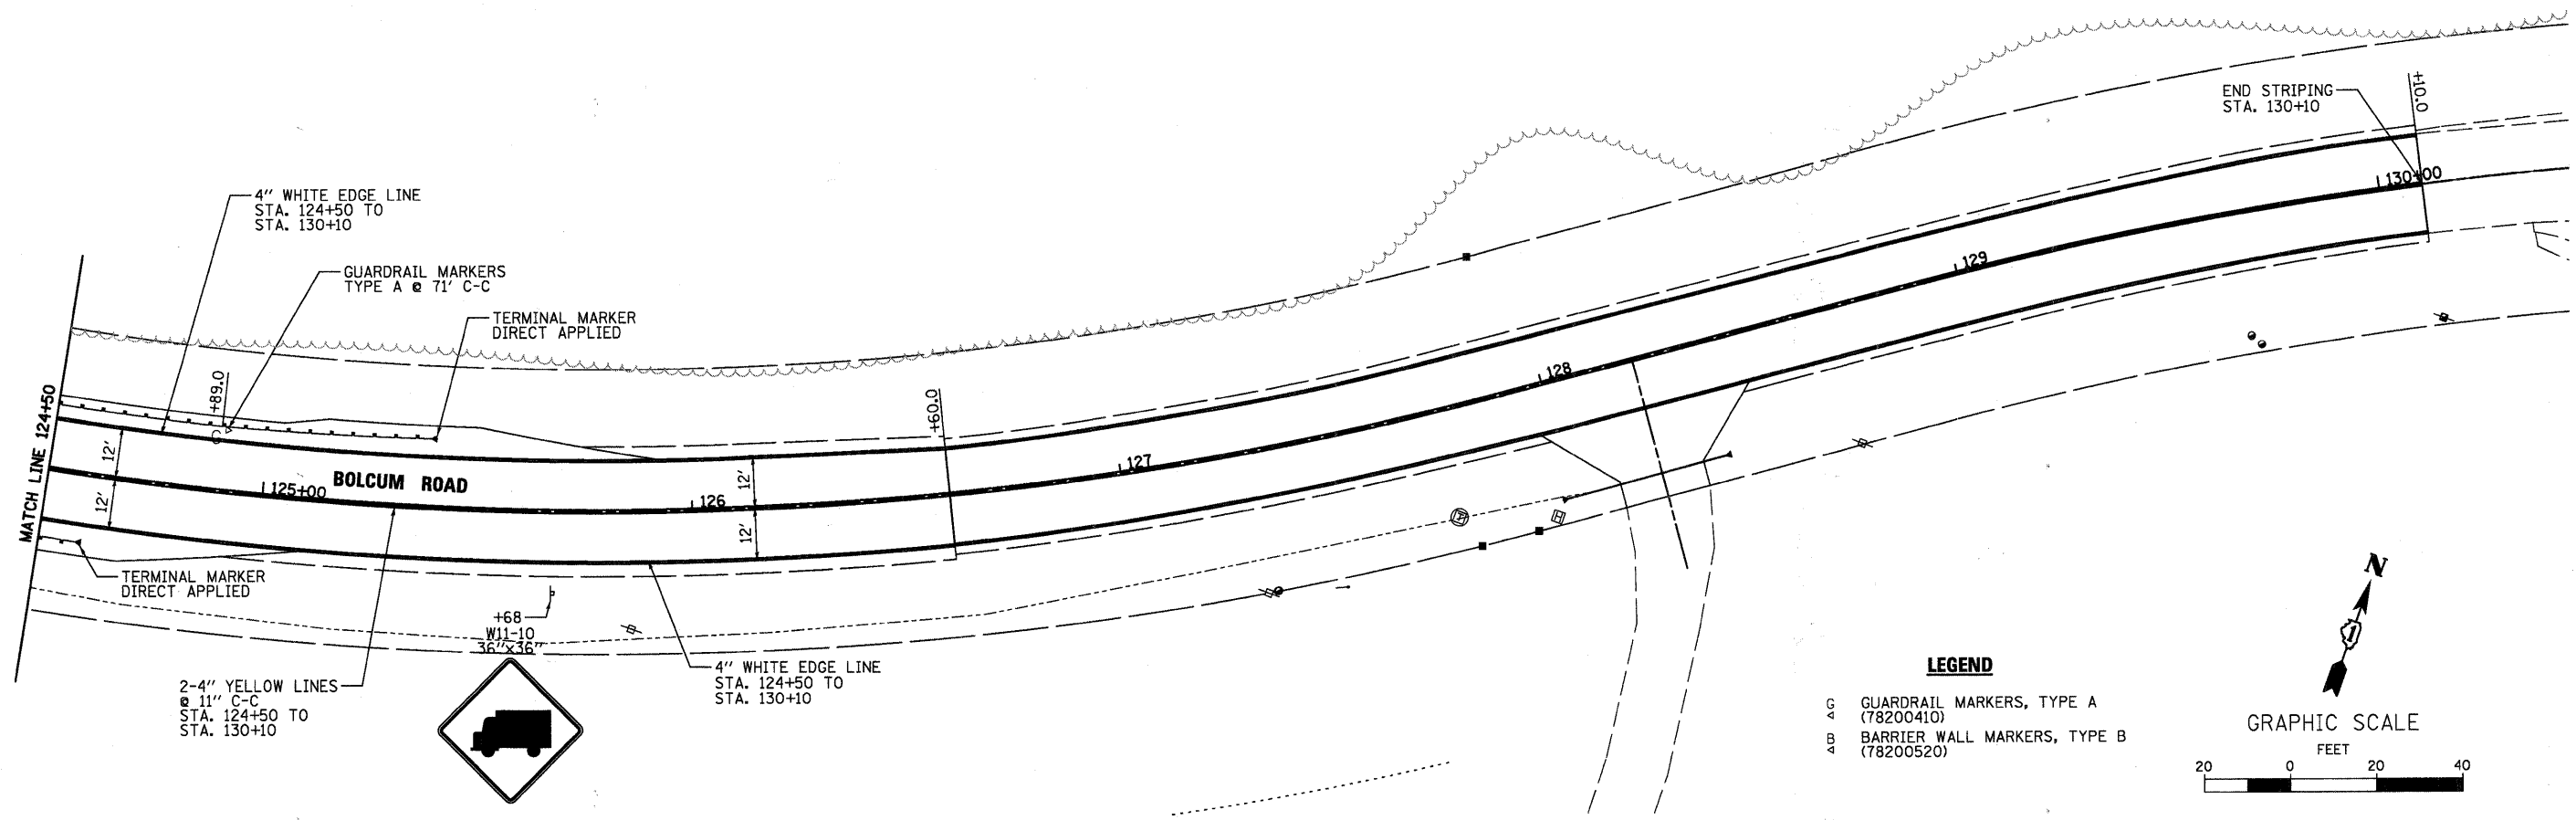 +10.0
END STRIPING
STA. 130+10
130+00
4" WHITE EDGE LINE
STA. 124+50 TO
STA. 130+10
129
GUARDRAIL MARKERS
TYPE A @ 71' C-C
TERMINAL MARKER
DIRECT APPLIED
+89.0
+60.0
128
G
MATCH LINE 124+50
12'
12'
BOLCUM ROAD
125+00
126
12'
12'
127
TERMINAL MARKER
DIRECT APPLIED
+68
W11-10
36"x36"
4" WHITE EDGE LINE
STA. 124+50 TO
STA. 130+10
2-4" YELLOW LINES
@ 11" C-C
STA. 124+50 TO
STA. 130+10
N
1
LEGEND
G GUARDRAIL MARKERS, TYPE A
(78200410)
B BARRIER WALL MARKERS, TYPE B
(78200520)
GRAPHIC SCALE
FEET
20 0 20 40